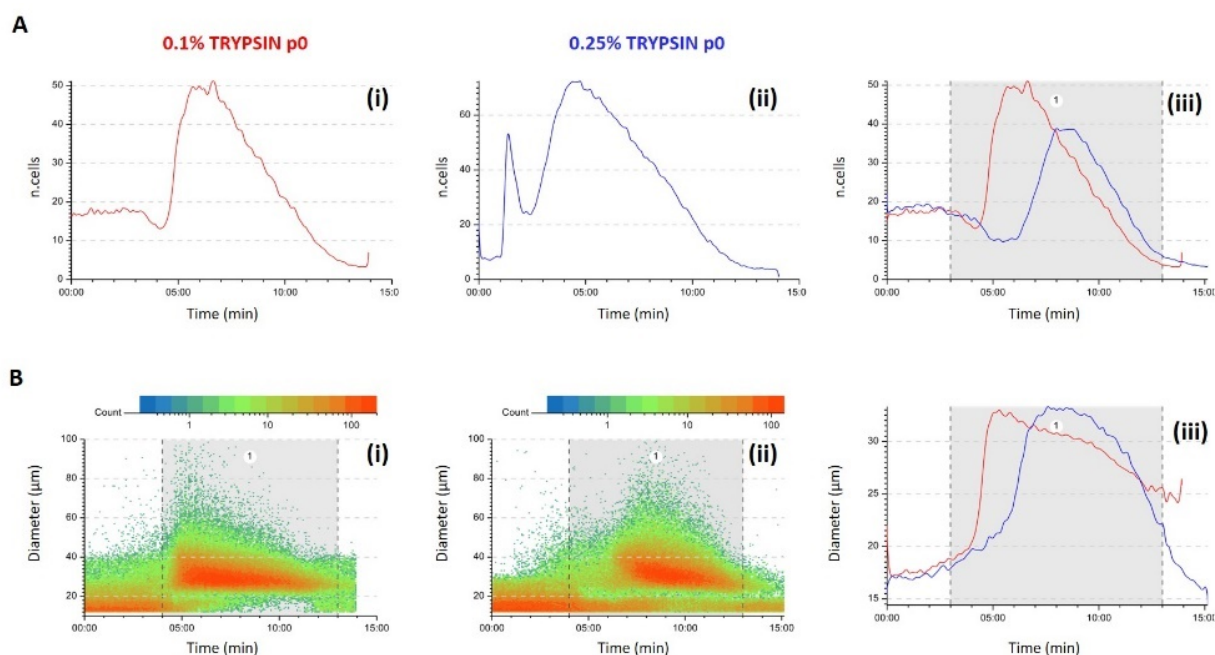 A
0.1% TRYPSIN p0
0.25% TRYPSIN p0
(i)
n.cells
50
40
30
20
10
0
00:00 05:00 10:00 15:0
Time (min)
(ii)
n.cells
60
40
20
0
00:00 05:00 10:00 15:0
Time (min)
(iii)
1
n.cells
50
40
30
20
10
0
00:00 05:00 10:00 15:0
Time (min)
B
Count 1 10 100
(i)
1
Diameter (µm)
100
80
60
40
20
00:00 05:00 10:00 15:00
Time (min)
Count 1 10 100
(ii)
1
Diameter (µm)
100
80
60
40
20
00:00 05:00 10:00 15:00
Time (min)
(iii)
1
Diameter (µm)
30
25
20
15
00:00 05:00 10:00 15:0
Time (min)